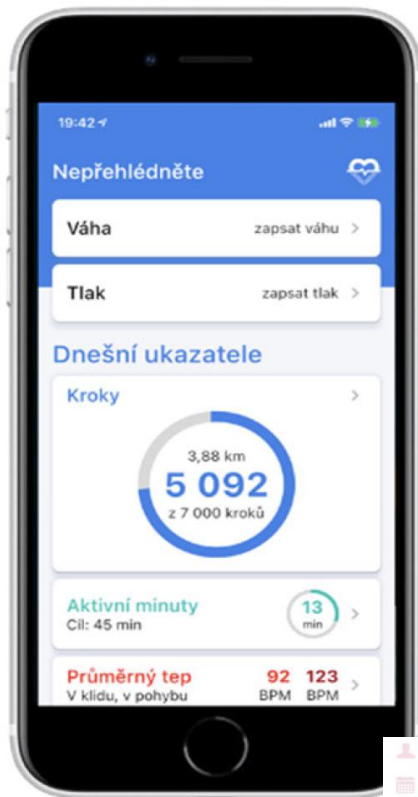 19:42
Nepřehlédněte
Váha zapsat váhu
Tlak zapsat tlak
Dnešní ukazatele
Kroky
3,88 km
5 092
z 7 000 kroků
Aktivní minuty
Cíl: 45 min
13
min
Průměrný tep
V klidu, v pohybu
92 123
BPM BPM